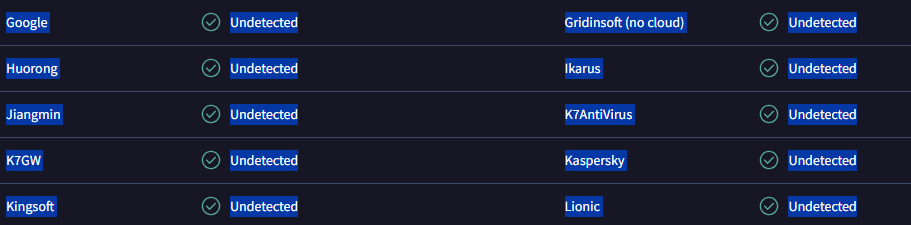 Google Undetected Gridinsoft (no cloud) Undetected
Huorong Undetected Ikarus Undetected
Jiangmin Undetected K7AntiVirus Undetected
K7GW Undetected Kaspersky Undetected
Kingsoft Undetected Lionic Undetected